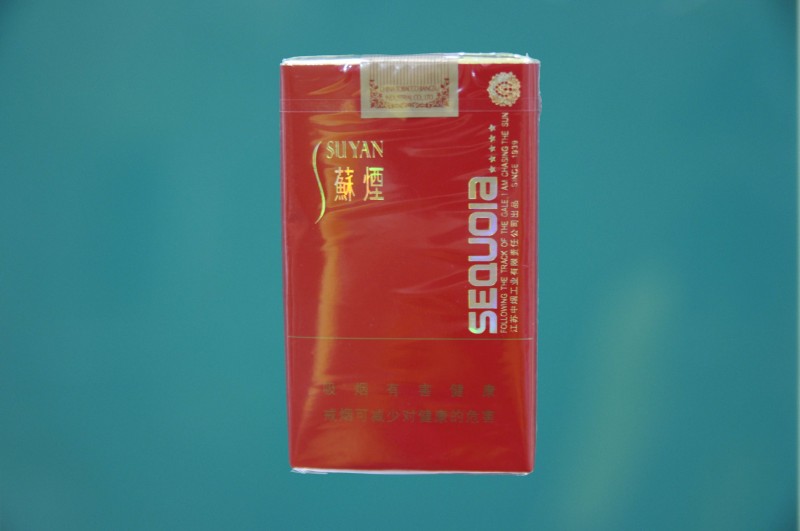 SUYAN
蘇煙
SEQUOIA
FOLLOWING THE TRACK OF THE GALE I AM CHASING THE SUN
江苏中烟工业有限责任公司出品 SINCE 1939
吸烟有害健康
戒烟可减少对健康的危害